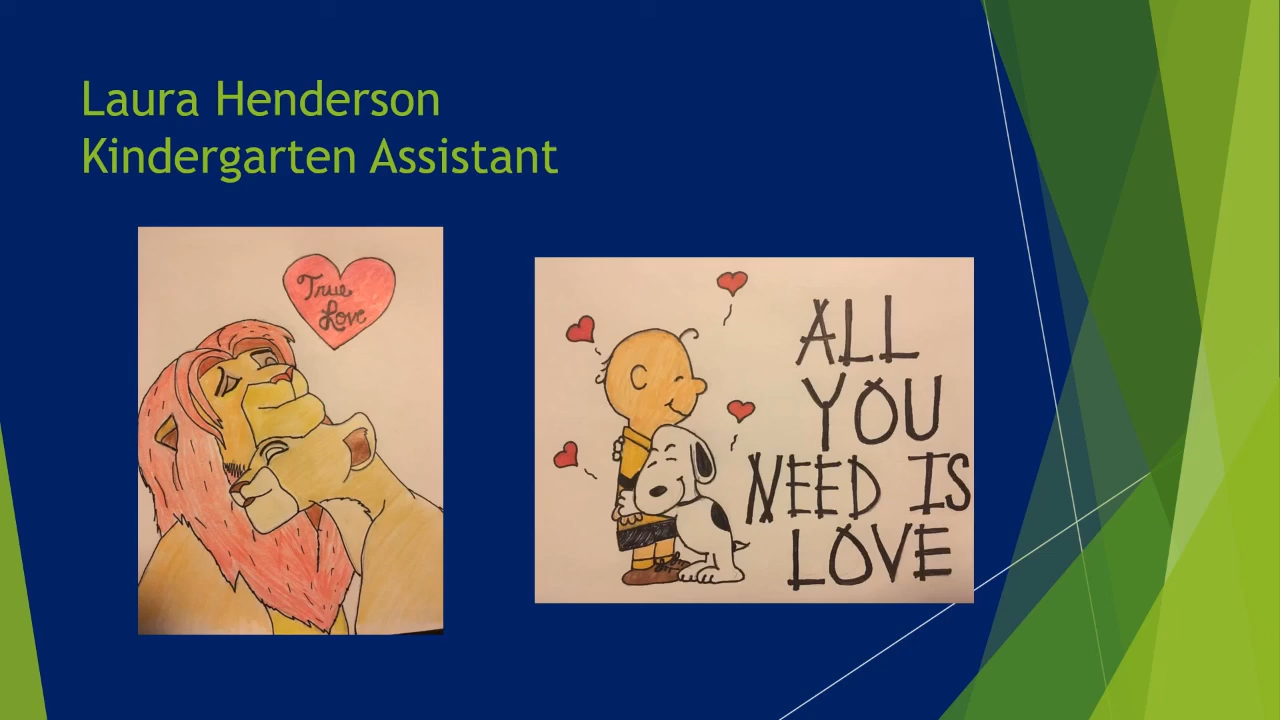 Laura Henderson
Kindergarten Assistant
True
Love
ALL
YOU
NEED IS
LOVE